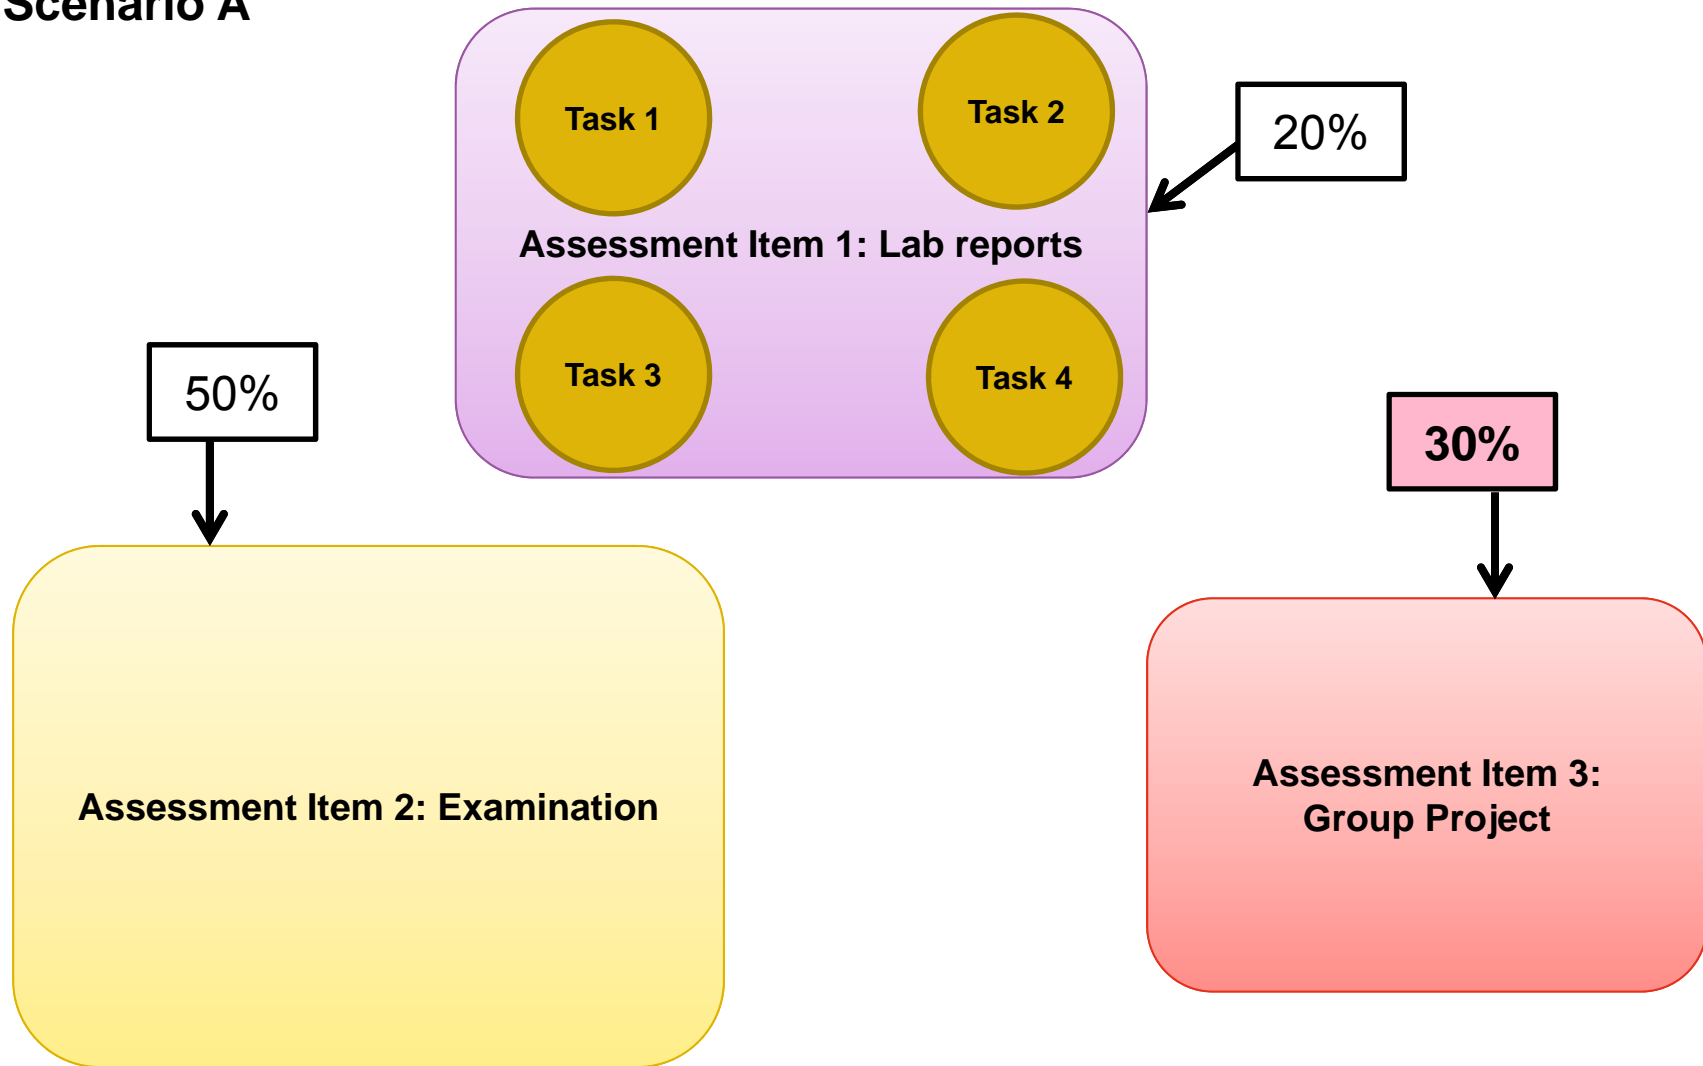 Scenario A
Task 1
Task 2
20%
Assessment Item 1: Lab reports
Task 3
Task 4
50%
30%
Assessment Item 2: Examination
Assessment Item 3:
Group Project